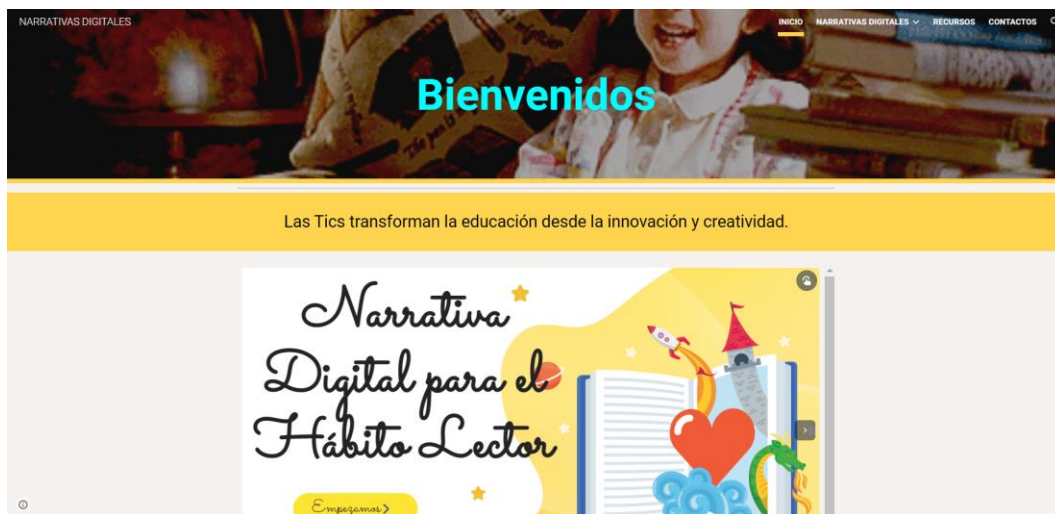 NARRATIVAS DIGITALES
INICIO NARRATIVAS DIGITALES RECURSOS CONTACTOS
Bienvenidos
Las Tics transforman la educación desde la innovación y creatividad.
Narrativa
Digital para el
Hábito Lector
Empezamos